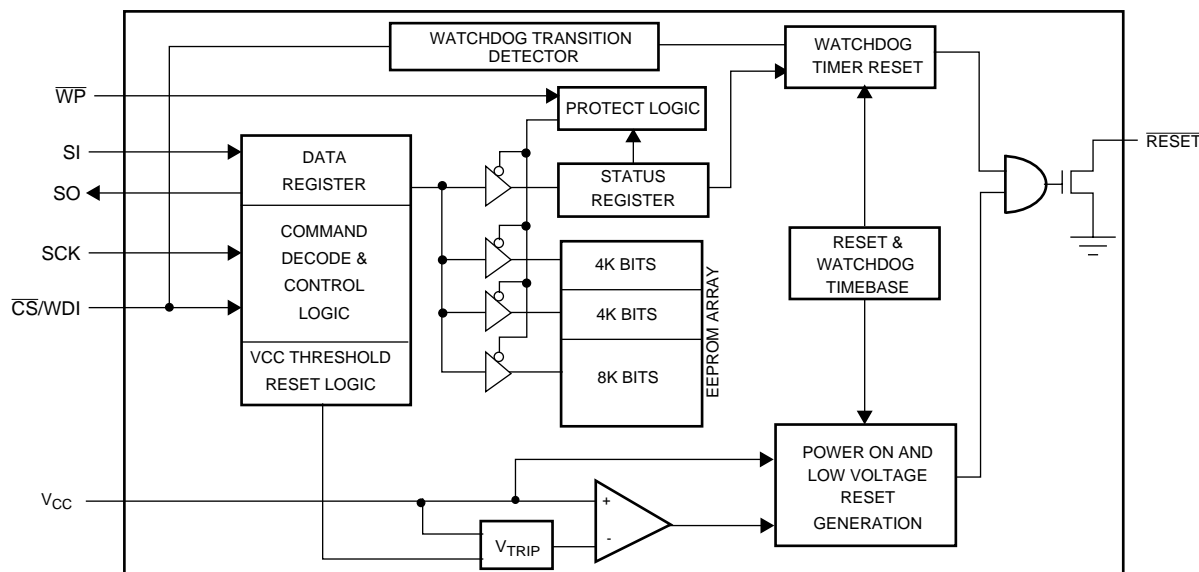 WATCHDOG TRANSITION
DETECTOR
WATCHDOG
TIMER RESET
WP
PROTECT LOGIC
SI
DATA
REGISTER
SO
STATUS
REGISTER
RESET
SCK
COMMAND
DECODE &
CONTROL
LOGIC
CS/WDI
4K BITS
4K BITS
8K BITS
EEPROM ARRAY
RESET &
WATCHDOG
TIMEBASE
VCC THRESHOLD
RESET LOGIC
POWER ON AND
LOW VOLTAGE
RESET
GENERATION
VCC
+
-
VTRIP